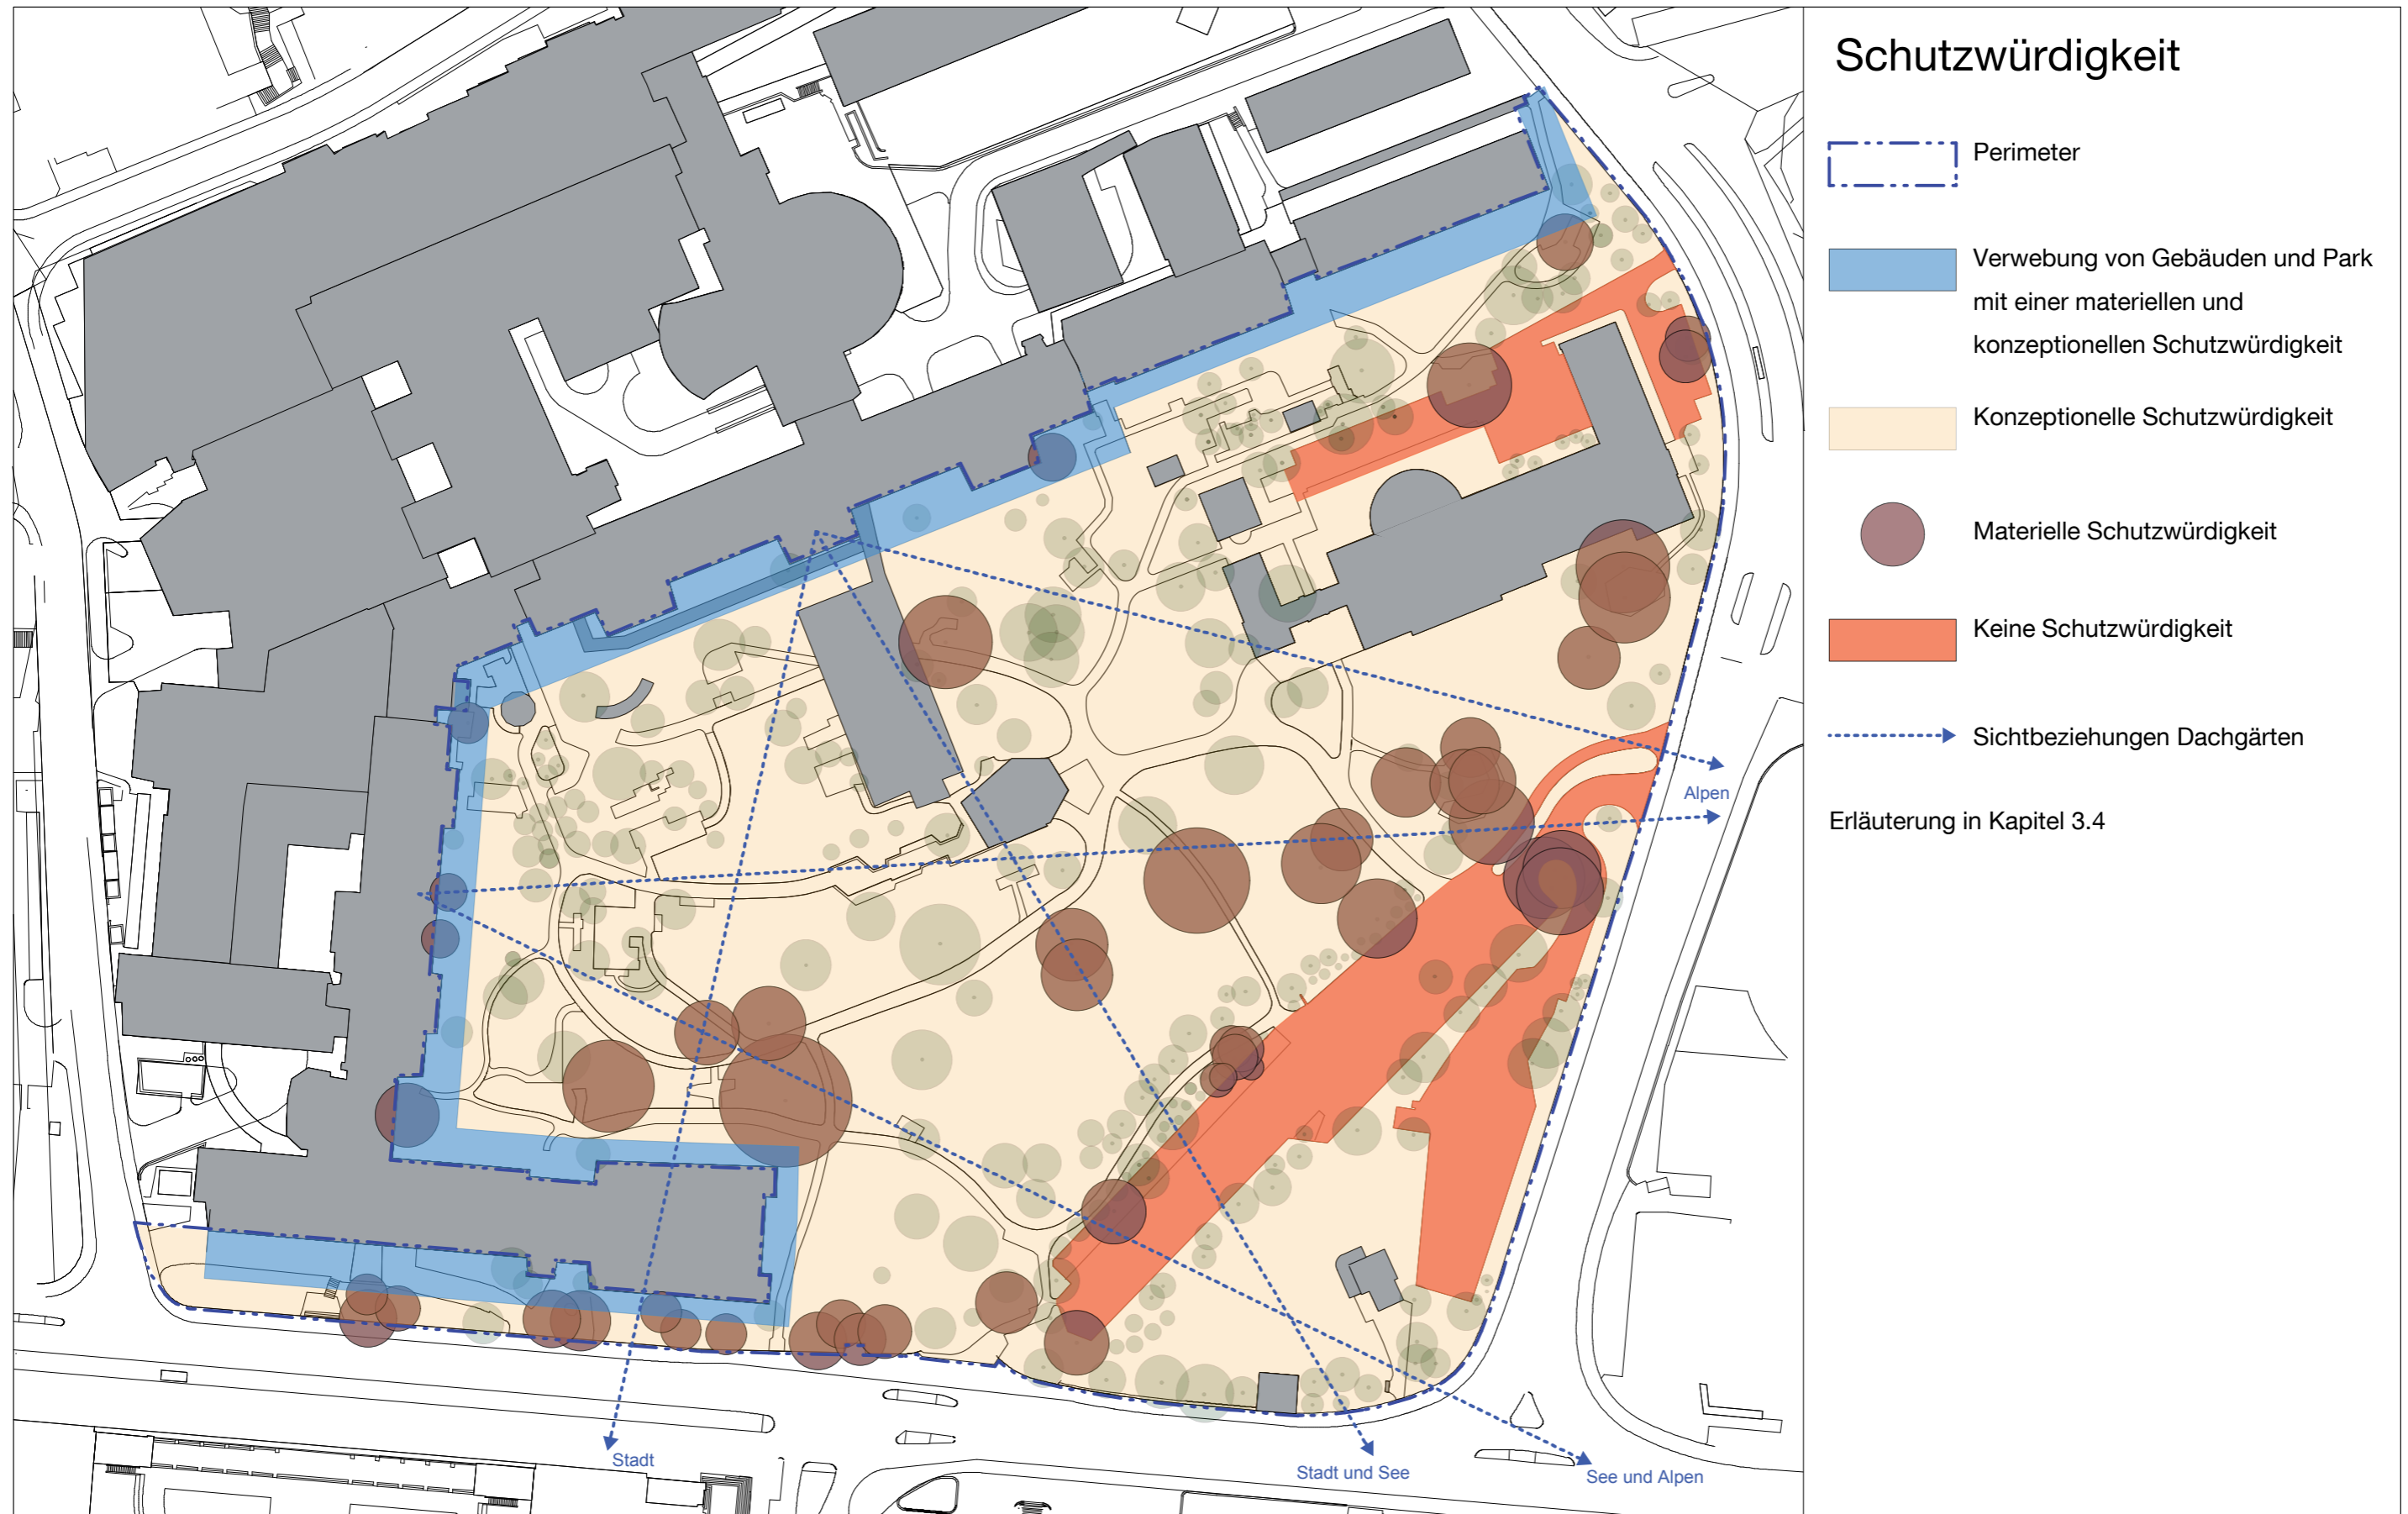 Schutzwürdigkeit
Perimeter
Verwebung von Gebäuden und Park
mit einer materiellen und
konzeptionellen Schutzwürdigkeit
Konzeptionelle Schutzwürdigkeit
Materielle Schutzwürdigkeit
Keine Schutzwürdigkeit
Sichtbeziehungen Dachgärten
Erläuterung in Kapitel 3.4
Alpen
Stadt
Stadt und See
See und Alpen